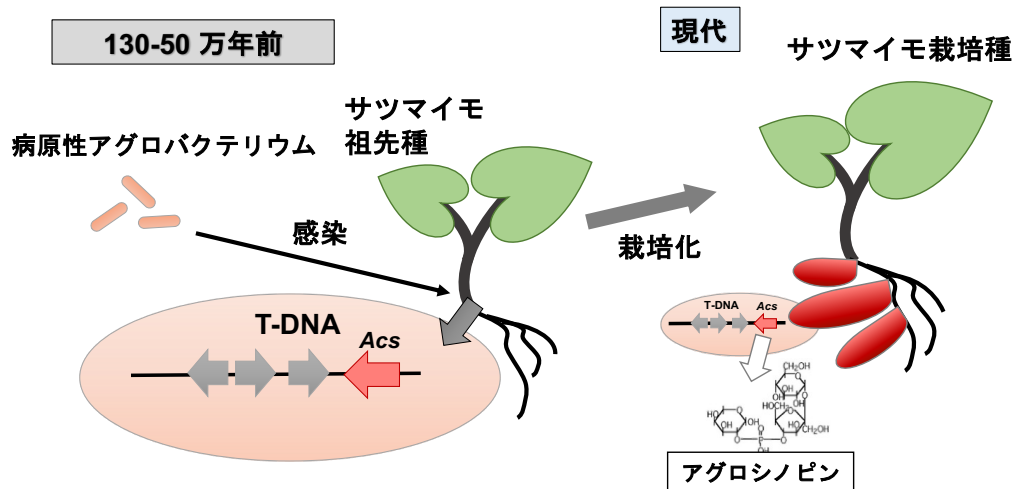 130-50 万年前
現代
サツマイモ栽培種
サツマイモ
祖先種
病原性アグロバクテリウム
感染
栽培化
T-DNA
Acs
T-DNA
Acs
CH₂OH
CH₂OH
アグロシノピン